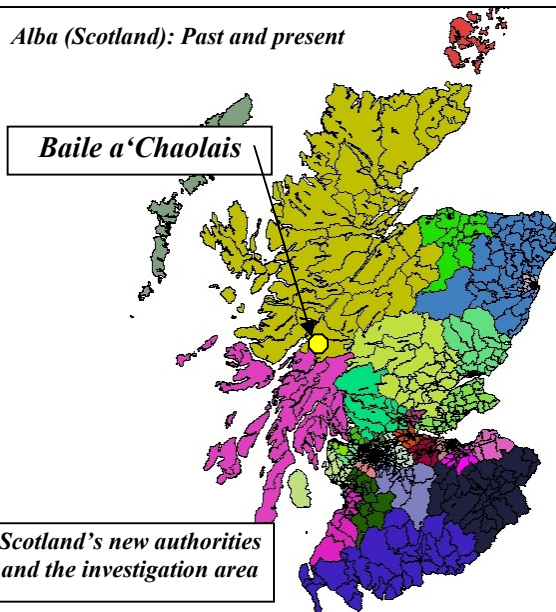 Alba (Scotland): Past and present
Baile a‘Chaolais
Scotland’s new authorities
and the investigation area